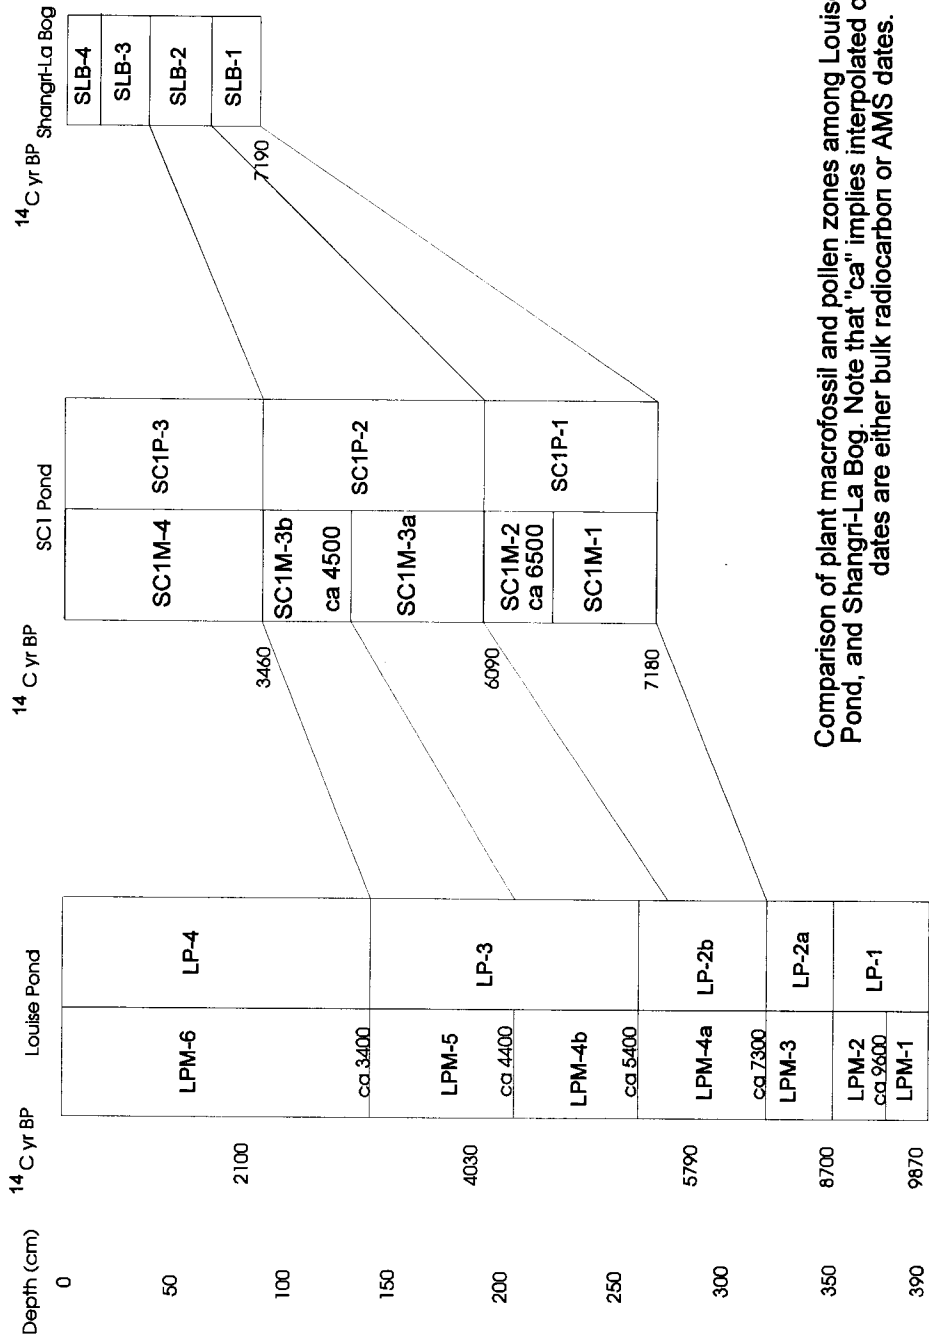 Depth (cm)
0
50
100
150
200
250
300
350
390
14C yr BP
2100
4030
5790
8700
9870
Louise Pond
LPM-6
ca 3400
LPM-5
ca 4400
LPM-4b
ca 5400
LPM-4a
ca 7300
LPM-3
LPM-2
ca 9600
LPM-1
LP-4
LP-3
LP-2b
LP-2a
LP-1
14 C yr BP
3460
6090
7180
SC1 Pond
SC1M-4
SC1M-3b
ca 4500
SC1M-3a
SC1M-2
ca 6500
SC1M-1
SC1P-3
SC1P-2
SC1P-1
14C yr BP
7190
Shangri-La Bog
SLB-4
SLB-3
SLB-2
SLB-1
Comparison of plant macrofossil and pollen zones among Louise
Pond, and Shangri-La Bog. Note that "ca" implies interpolated
dates are either bulk radiocarbon or AMS dates.